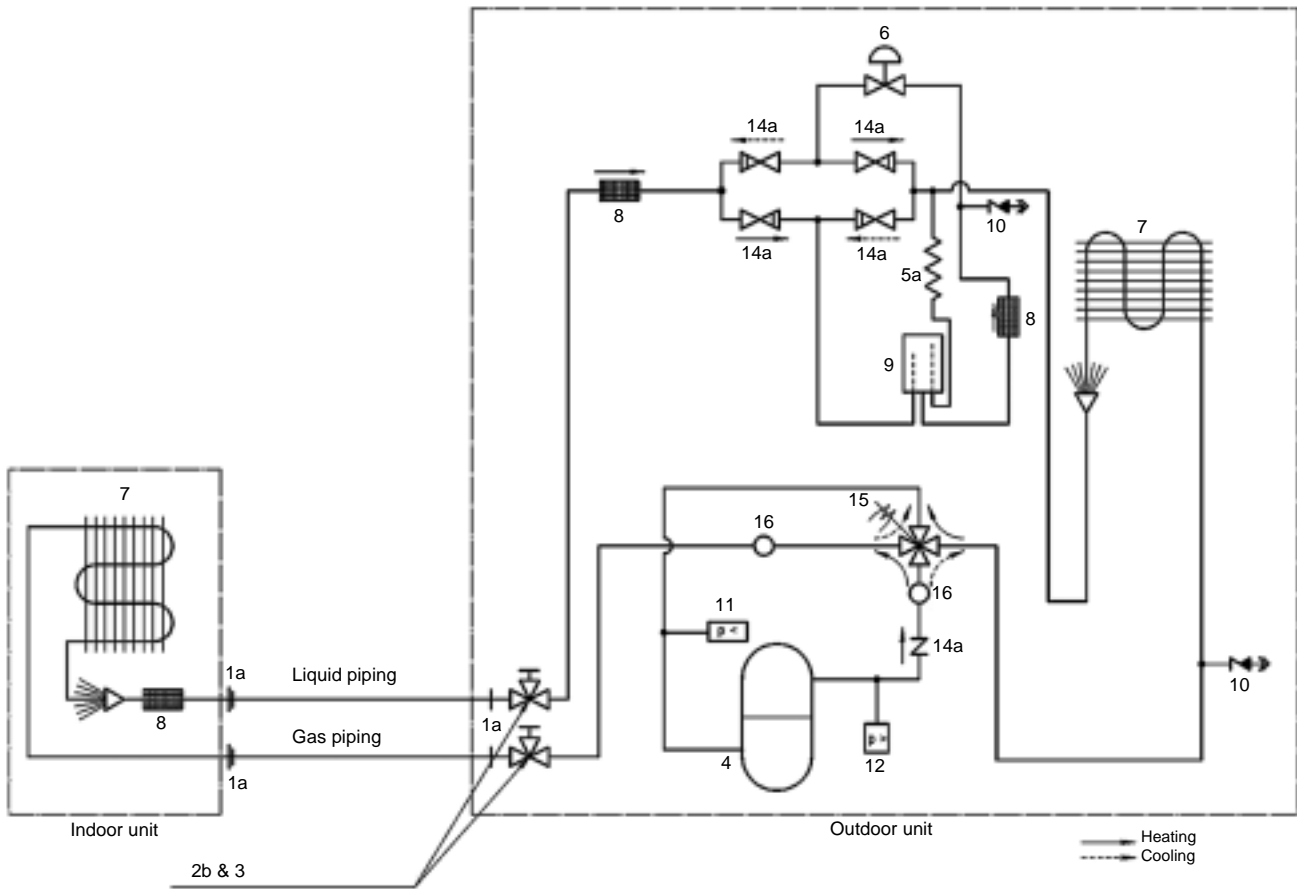 6
14a
14a
8
14a
14a
10
5a
8
9
7
7
15
16
16
11
p <
14a
1a
Liquid piping
8
1a
Gas piping
1a
4
p >
12
10
Indoor unit
Outdoor unit
Heating
Cooling
2b & 3